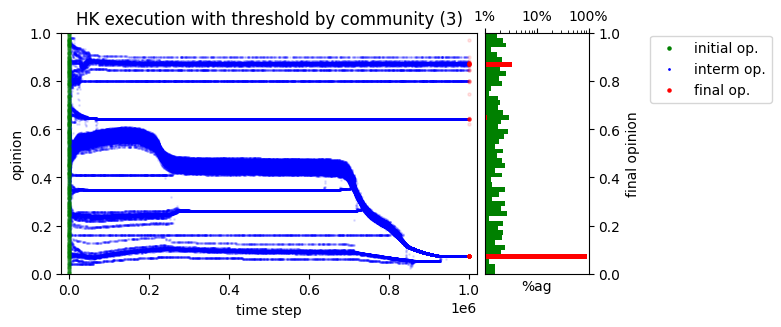 HK execution with threshold by community (3)
1% 10% 100%
1.0 0.8 0.6 0.4 0.2 0.0
opinion
0.0 0.2 0.4 0.6 0.8 1.0
1e6
time step
1.0 0.8 0.6 0.4 0.2 0.0
final opinion
%ag
initial op.
interm op.
final op.